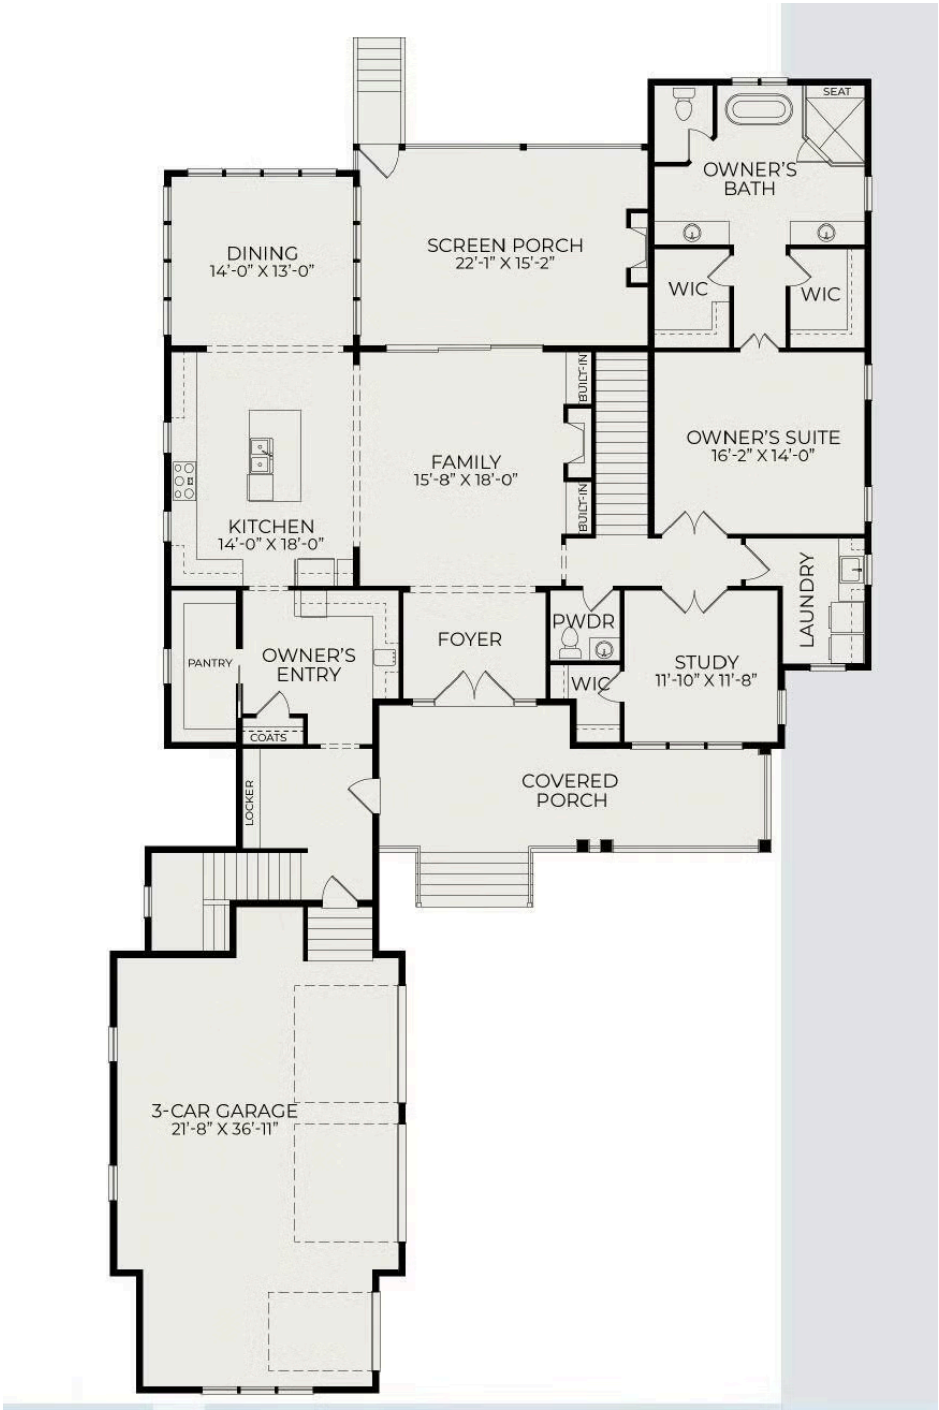 SEAT
OWNER'S
BATH
DINING
14'-0" X 13'-0"
SCREEN PORCH
22'-1" X 15'-2"
WIC
WIC
BUILT-IN
OWNER'S SUITE
16'-2" X 14'-0"
FAMILY
15'-8" X 18'-0"
BUILT-IN
KITCHEN
14'-0" X 18'-0"
LAUNDRY
PWDR
FOYER
PANTRY
OWNER'S
ENTRY
STUDY
11'-10" X 11'-8"
WIC
COATS
LOCKER
COVERED
PORCH
3-CAR GARAGE
21'-8" X 36'-11"